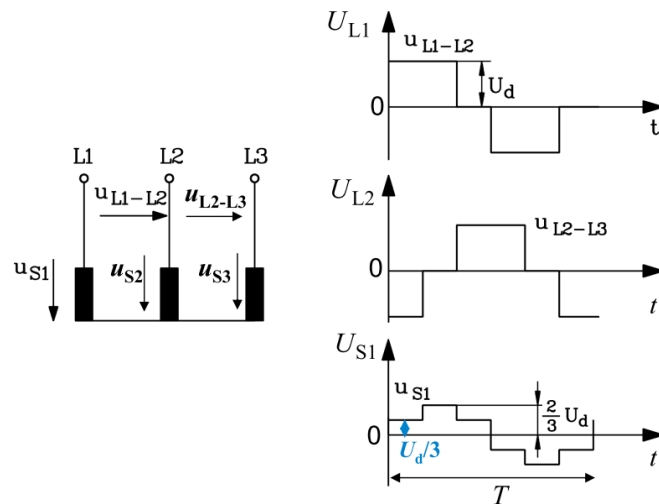 L1 L2 L3
u_L1-L2 u_L2-L3
u_S1 u_S2 u_S3
U_L1
u_L1-L2
U_d
0
t
U_L2
u_L2-L3
0
t
U_S1
u_S1
2/3 U_d
0
U_d/3
t
T